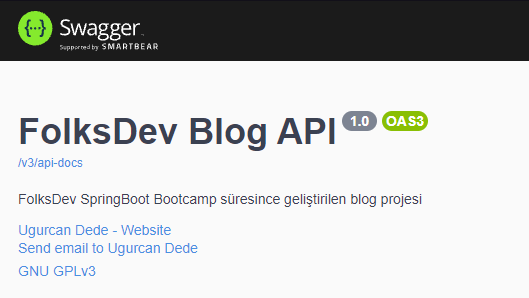 Swagger
Supported by SMARTBEAR
FolksDev Blog API 1.0 OAS3
/v3/api-docs
FolksDev SpringBoot Bootcamp süresince geliştirilen blog projesi
Ugurcan Dede - Website
Send email to Ugurcan Dede
GNU GPLv3